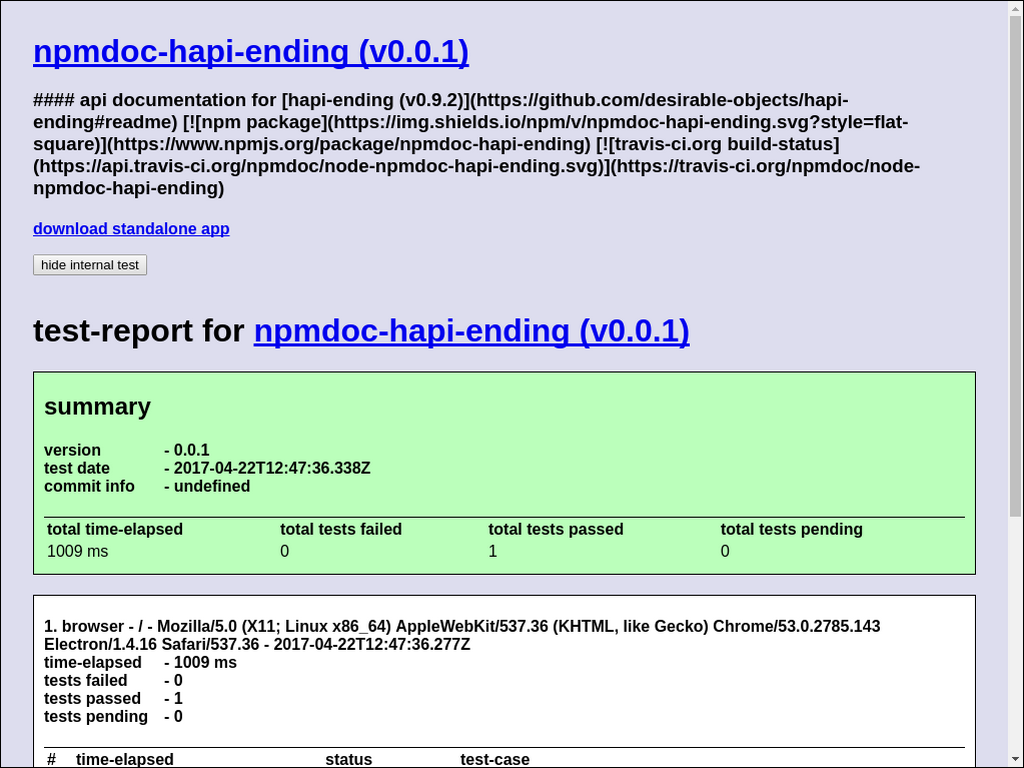 npmdoc-hapi-ending (v0.0.1)
#### api documentation for [hapi-ending (v0.9.2)](https://github.com/desirable-objects/hapi-
ending#readme) [![npm package](https://img.shields.io/npm/v/npmdoc-hapi-ending.svg?style=flat-
square)](https://www.npmjs.org/package/npmdoc-hapi-ending) [![travis-ci.org build-status]
(https://api.travis-ci.org/npmdoc/node-npmdoc-hapi-ending.svg)](https://travis-ci.org/npmdoc/node-
npmdoc-hapi-ending)
download standalone app
hide internal test
test-report for npmdoc-hapi-ending (v0.0.1)
summary
version - 0.0.1
test date - 2017-04-22T12:47:36.338Z
commit info - undefined
total time-elapsed total tests failed total tests passed total tests pending
1009 ms 0 1 0
1. browser - / - Mozilla/5.0 (X11; Linux x86_64) AppleWebKit/537.36 (KHTML, like Gecko) Chrome/53.0.2785.143
Electron/1.4.16 Safari/537.36 - 2017-04-22T12:47:36.277Z
time-elapsed - 1009 ms
tests failed - 0
tests passed - 1
tests pending - 0
# time-elapsed status test-case